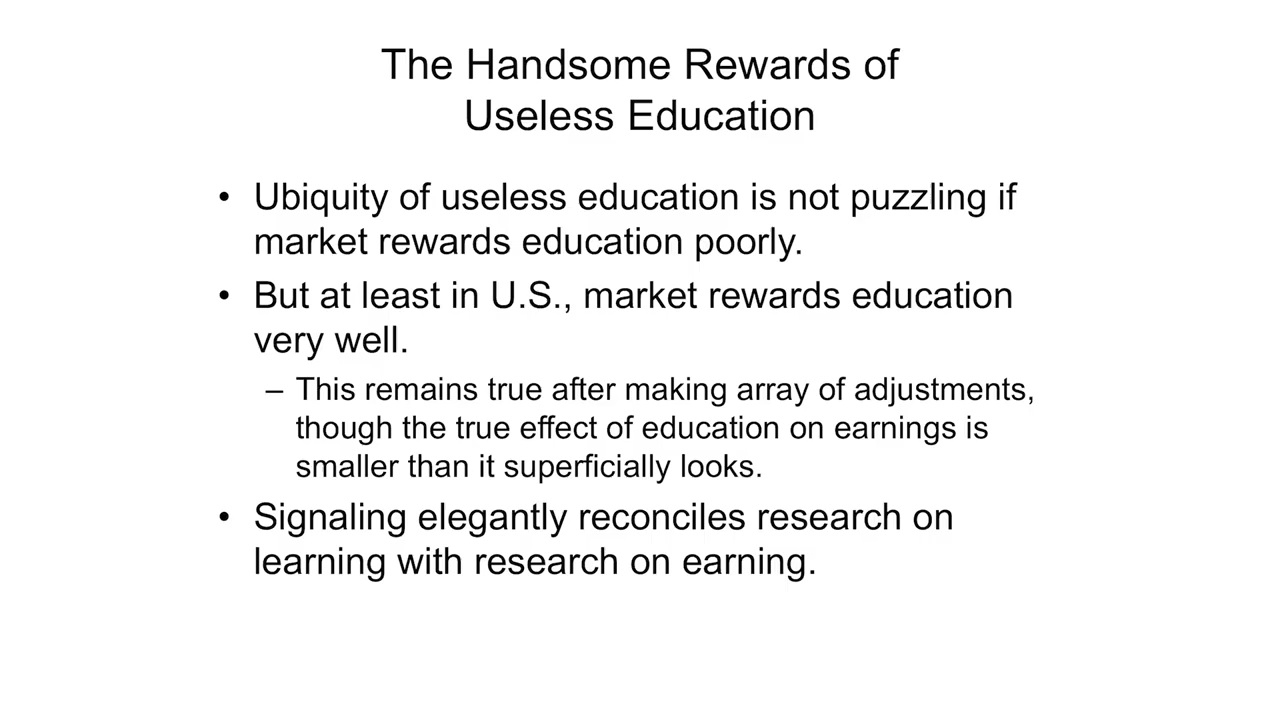 The Handsome Rewards of
Useless Education
• Ubiquity of useless education is not puzzling if
market rewards education poorly.
• But at least in U.S., market rewards education
very well.
– This remains true after making array of adjustments,
though the true effect of education on earnings is
smaller than it superficially looks.
• Signaling elegantly reconciles research on
learning with research on earning.